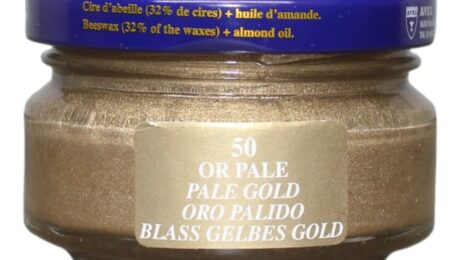 Cire d'abeille (32% de cires) + huile d'amande.
Beeswax (32% of the waxes) + almond oil.
AVEL
50
OR PALE
PALE GOLD
ORO PALIDO
BLASS GELBES GOLD